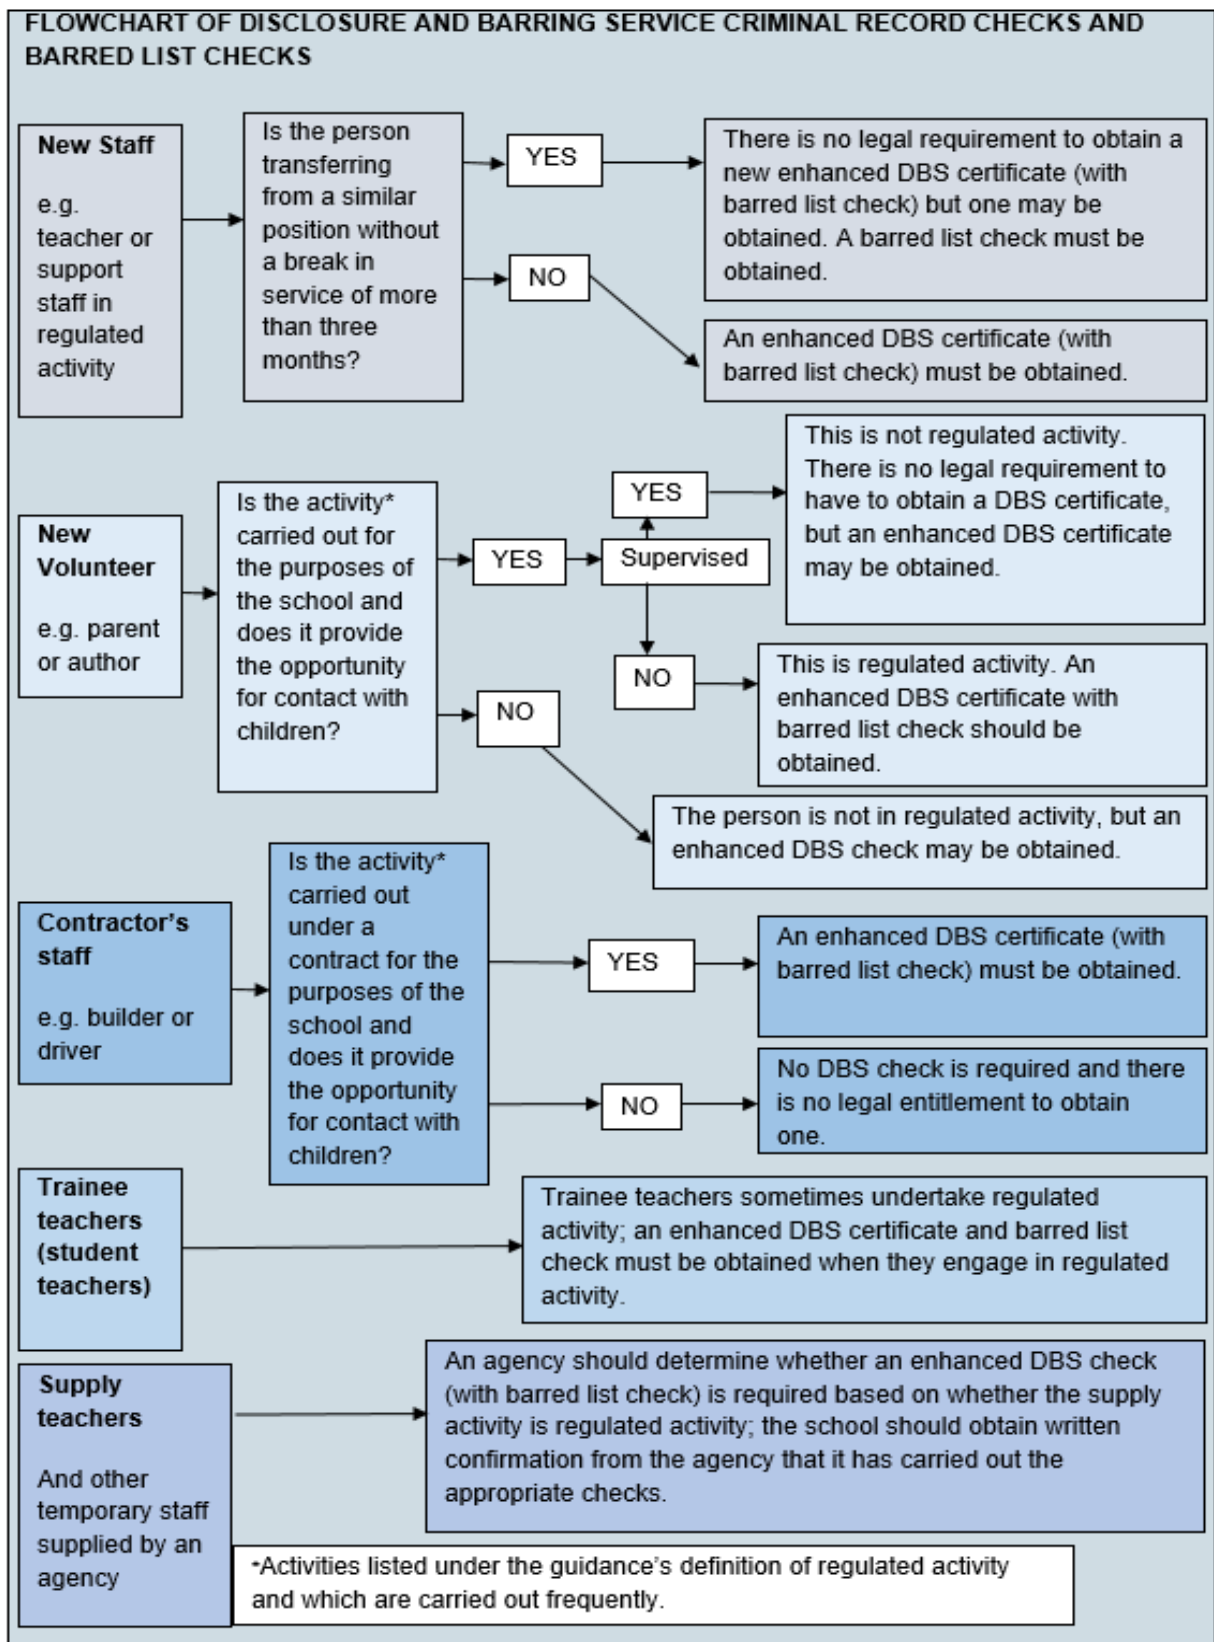 FLOWCHART OF DISCLOSURE AND BARRING SERVICE CRIMINAL RECORD CHECKS AND
BARRED LIST CHECKS
New Staff
e.g.
teacher or
support
staff in
regulated
activity
Is the person
transferring
from a similar
position without
a break in
service of more
than three
months?
YES
There is no legal requirement to obtain a
new enhanced DBS certificate (with
barred list check) but one may be
obtained. A barred list check must be
obtained.
NO
An enhanced DBS certificate (with
barred list check) must be obtained.
New
Volunteer
e.g. parent
or author
Is the activity*
carried out for
the purposes of
the school and
does it provide
the opportunity
for contact with
children?
YES
Supervised
YES
This is not regulated activity.
There is no legal requirement to
have to obtain a DBS certificate,
but an enhanced DBS certificate
may be obtained.
NO
This is regulated activity. An
enhanced DBS certificate with
barred list check should be
obtained.
NO
The person is not in regulated activity, but an
enhanced DBS check may be obtained.
Contractor's
staff
e.g. builder or
driver
Is the activity*
carried out
under a
contract for the
purposes of the
school and
does it provide
the opportunity
for contact with
children?
YES
An enhanced DBS certificate (with
barred list check) must be obtained.
NO
No DBS check is required and there
is no legal entitlement to obtain
one.
Trainee
teachers
(student
teachers)
Trainee teachers sometimes undertake regulated
activity; an enhanced DBS certificate and barred list
check must be obtained when they engage in regulated
activity.
Supply
teachers
And other
temporary staff
supplied by an
agency
An agency should determine whether an enhanced DBS check
(with barred list check) is required based on whether the supply
activity is regulated activity; the school should obtain written
confirmation from the agency that it has carried out the
appropriate checks.
*Activities listed under the guidance's definition of regulated activity
and which are carried out frequently.